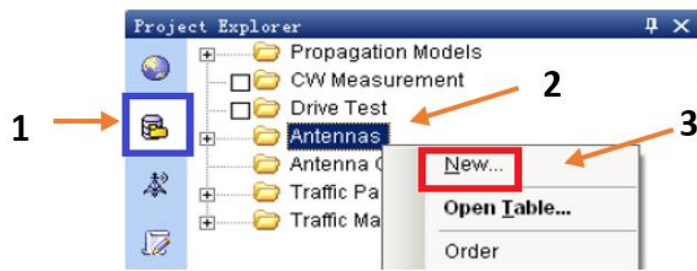 Project Explorer
Propagation Models
CW Measurement
2
Drive Test
1
3
Antennas
Antenna
New...
Traffic Pa
Open Table...
Traffic Ma
Order